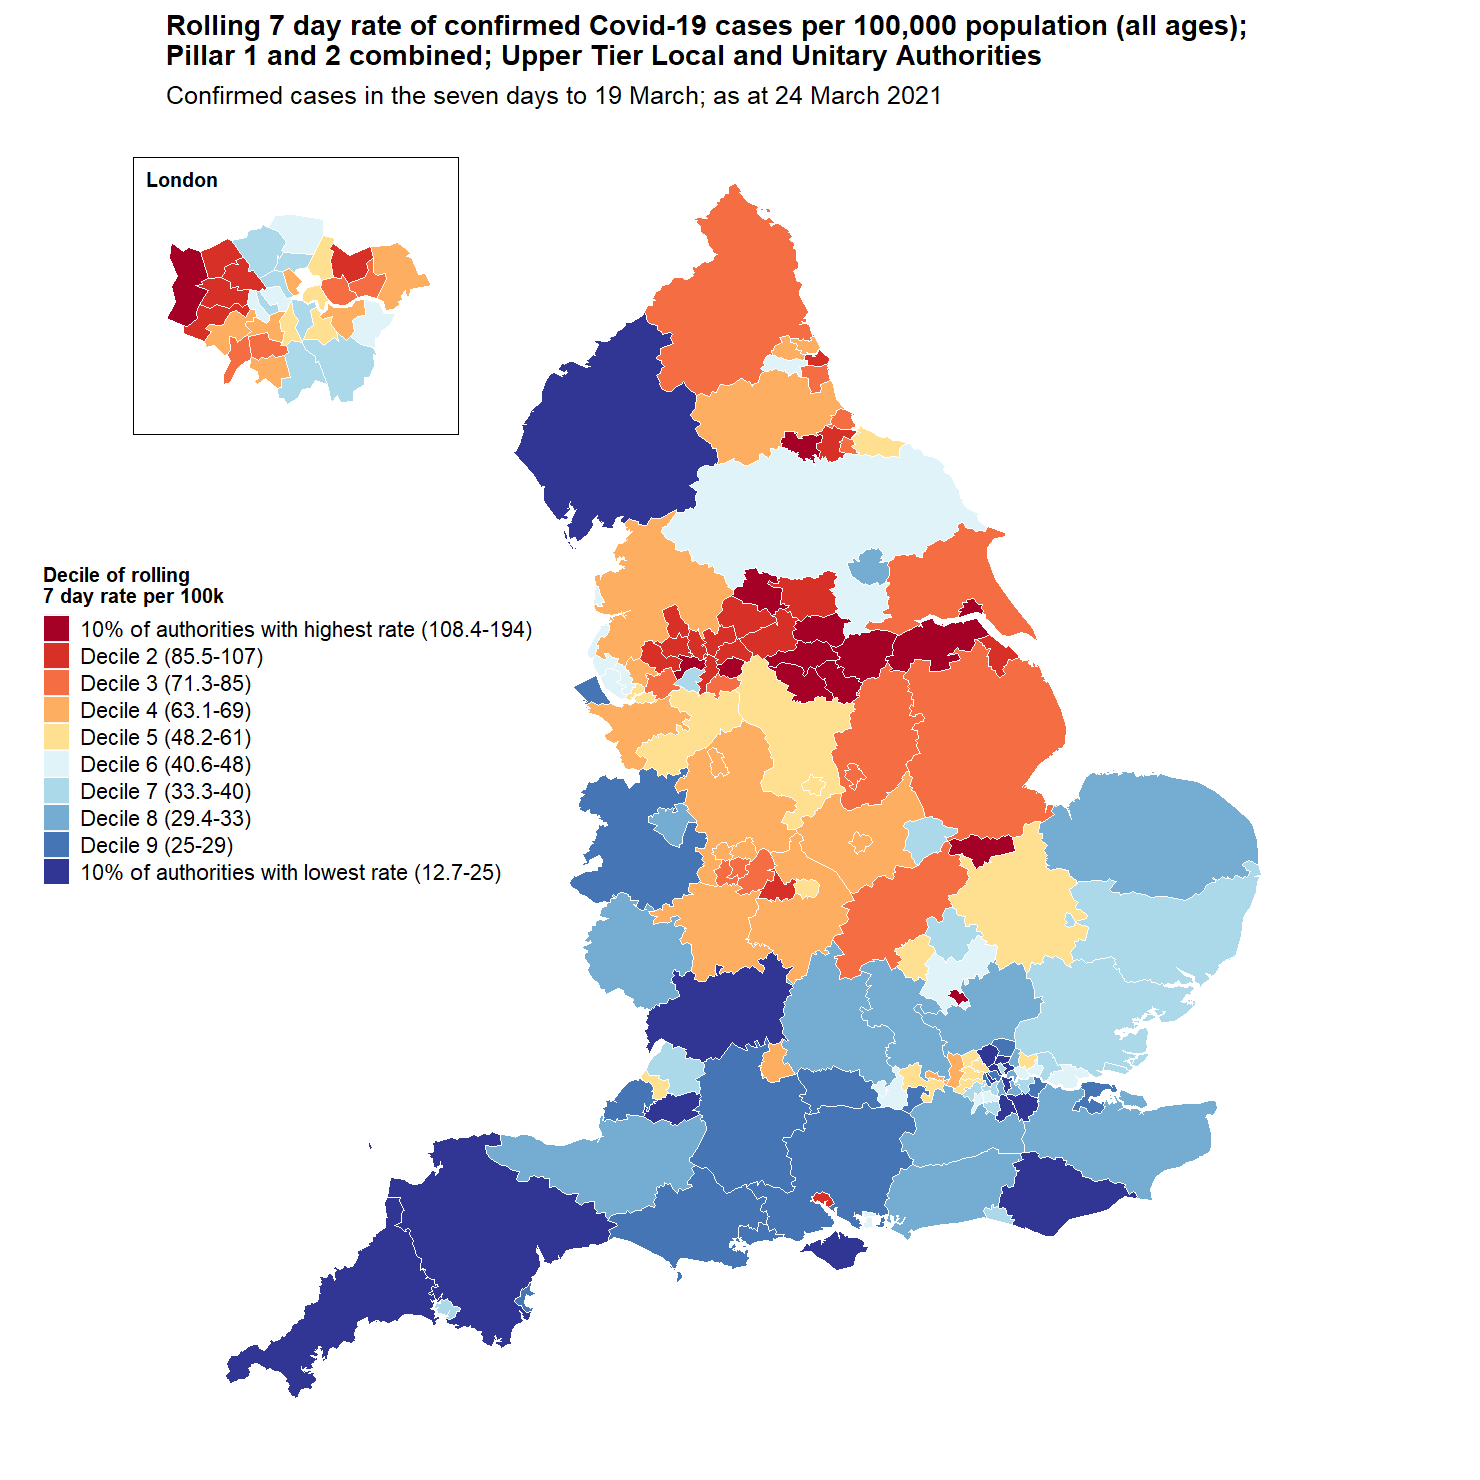 Rolling 7 day rate of confirmed Covid-19 cases per 100,000 population (all ages);
Pillar 1 and 2 combined; Upper Tier Local and Unitary Authorities
Confirmed cases in the seven days to 19 March; as at 24 March 2021
London
Decile of rolling
7 day rate per 100k
10% of authorities with highest rate (108.4-194)
Decile 2 (85.5-107)
Decile 3 (71.3-85)
Decile 4 (63.1-69)
Decile 5 (48.2-61)
Decile 6 (40.6-48)
Decile 7 (33.3-40)
Decile 8 (29.4-33)
Decile 9 (25-29)
10% of authorities with lowest rate (12.7-25)